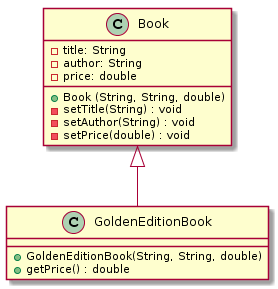 C Book
title: String
author: String
price: double
Book (String, String, double)
setTitle(String) : void
setAuthor(String) : void
setPrice(double) : void
C GoldenEditionBook
GoldenEditionBook(String, String, double)
getPrice() : double